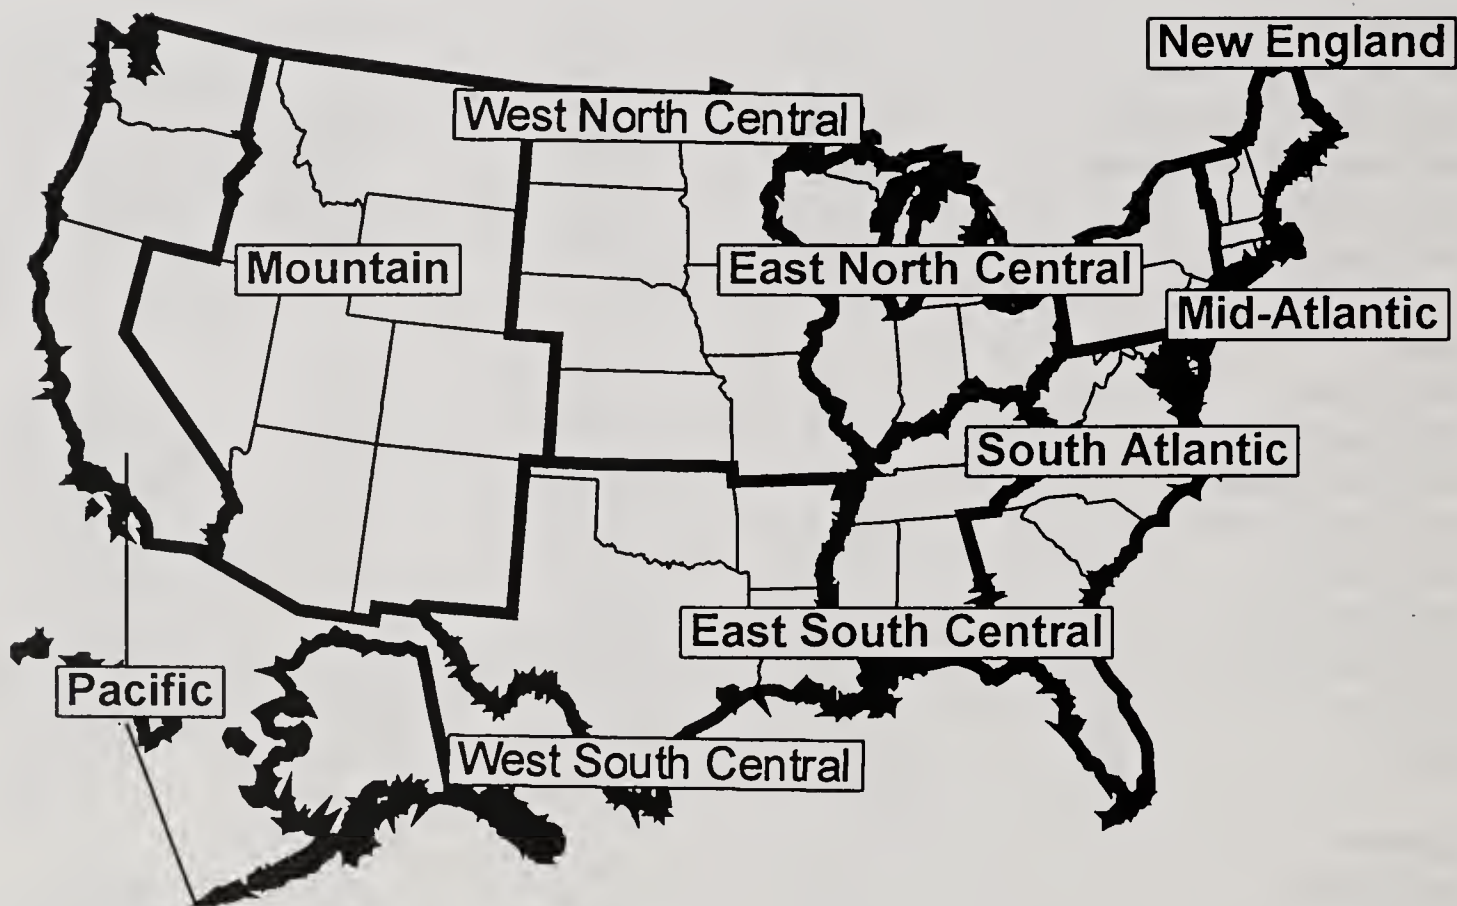 New England
West North Central
Mountain
East North Central
Mid-Atlantic
South Atlantic
East South Central
Pacific
West South Central